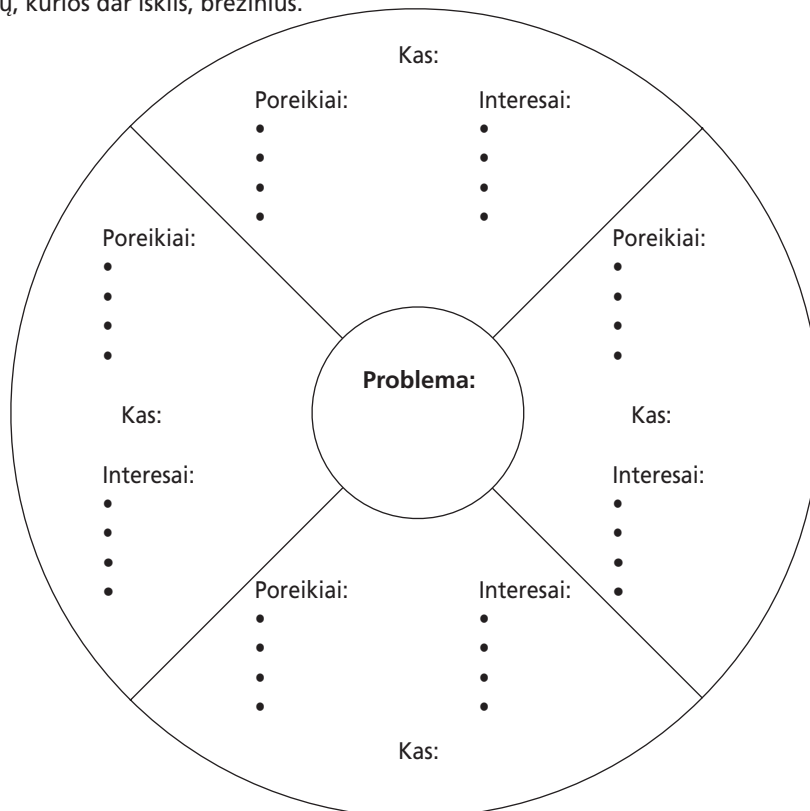 ų, kurios dar iškils, brėžinius.
Kas:
Poreikiai:
Interesai:
Poreikiai:
Poreikiai:
Problema:
Kas:
Kas:
Interesai:
Interesai:
Poreikiai:
Interesai:
Kas: